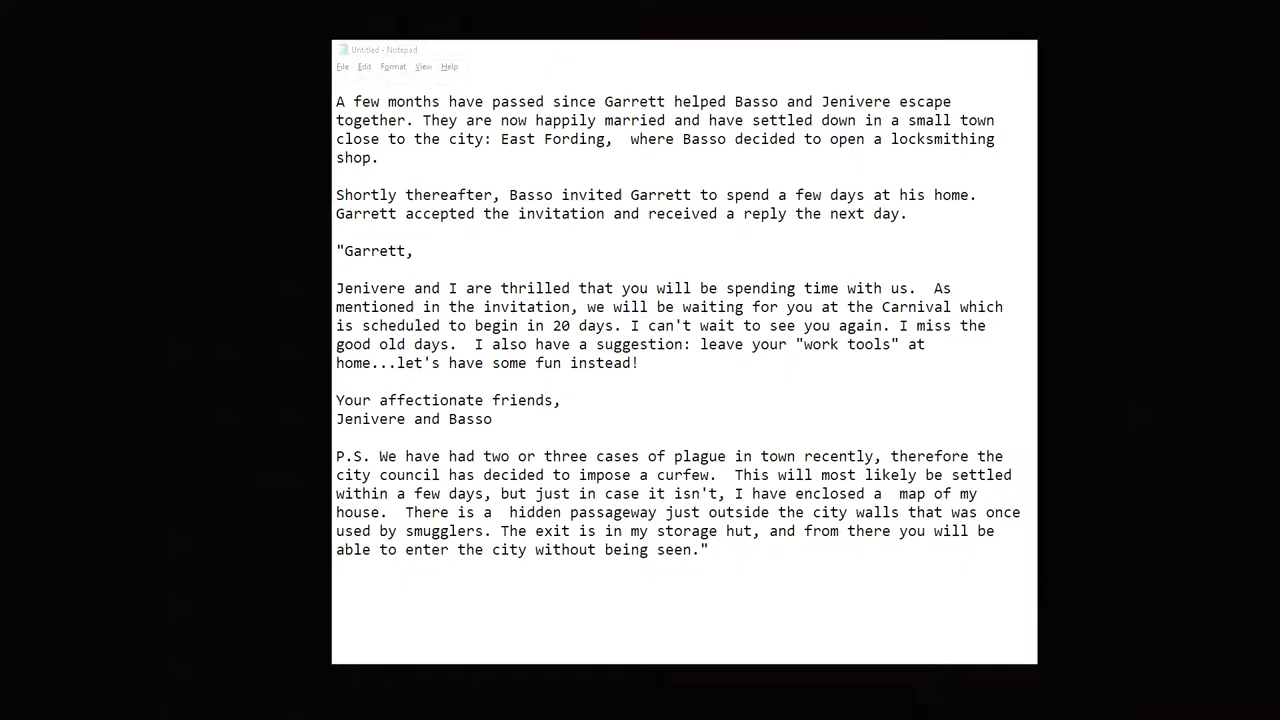 Untitled - Notepad
File Edit Format View Help
A few months have passed since Garrett helped Basso and Jenivere escape
together. They are now happily married and have settled down in a small town
close to the city: East Fording,  where Basso decided to open a locksmithing
shop.
Shortly thereafter, Basso invited Garrett to spend a few days at his home.
Garrett accepted the invitation and received a reply the next day.
"Garrett,
Jenivere and I are thrilled that you will be spending time with us.  As
mentioned in the invitation, we will be waiting for you at the Carnival which
is scheduled to begin in 20 days. I can't wait to see you again. I miss the
good old days.  I also have a suggestion: leave your "work tools" at
home...let's have some fun instead!
Your affectionate friends,
Jenivere and Basso
P.S. We have had two or three cases of plague in town recently, therefore the
city council has decided to impose a curfew.  This will most likely be settled
within a few days, but just in case it isn't, I have enclosed a  map of my
house.  There is a  hidden passageway just outside the city walls that was once
used by smugglers. The exit is in my storage hut, and from there you will be
able to enter the city without being seen."